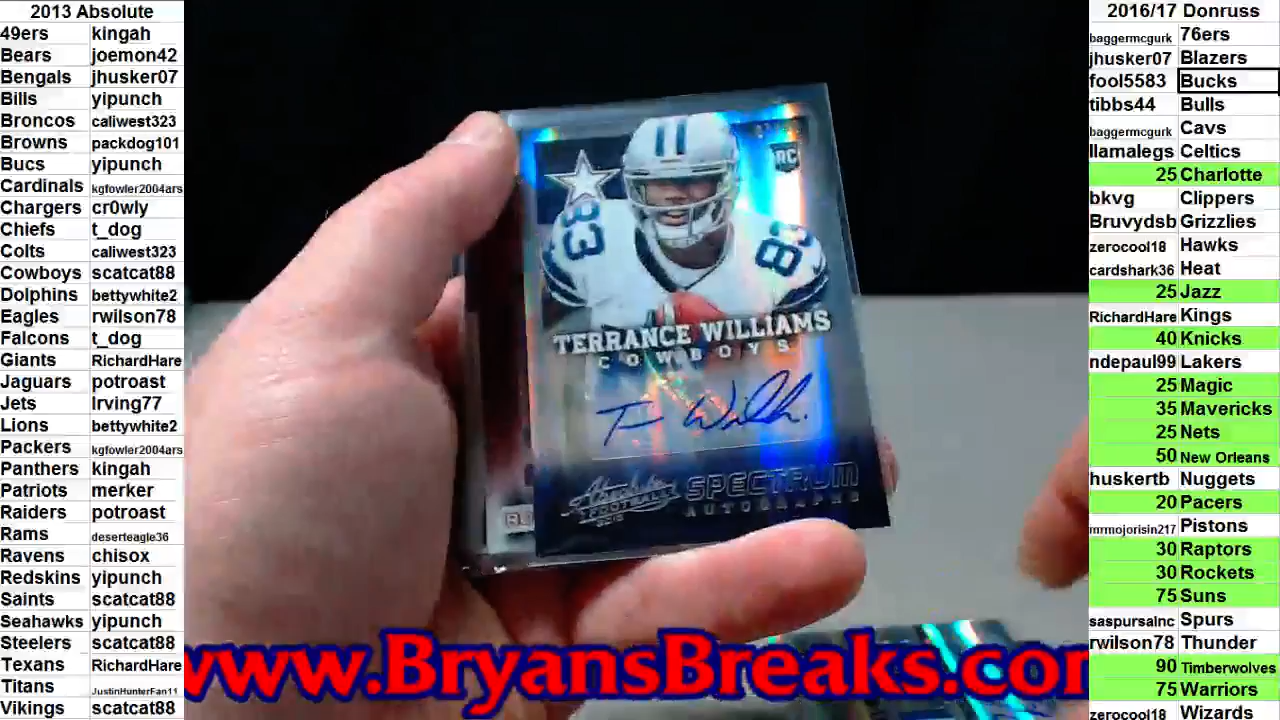 2013 Absolute
49ers kingah
Bears joemon42
Bengals jhusker07
Bills yipunch
Broncos caliwest323
Browns packdog101
Bucs yipunch
Cardinals kgfowler2004ars
Chargers cr0wly
Chiefs t_dog
Colts caliwest323
Cowboys scatcat88
Dolphins bettywhite2
Eagles rwilson78
Falcons t_dog
Giants RichardHare
Jaguars potroast
Jets Irving77
Lions bettywhite2
Packers kgfowler2004ars
Panthers kingah
Patriots merker
Raiders potroast
Rams deserteagle36
Ravens chisox
Redskins yipunch
Saints scatcat88
Seahawks yipunch
Steelers scatcat88
Texans RichardHare
Titans JustinHunterFan11
Vikings scatcat88
RC
83 83
TERRANCE WILLIAMS
COWBOYS
T Will
Absolute
FOOTBALL
2013
SPECTRUM
AUTOGRAPHS
www.BryansBreaks.com
2016/17 Donruss
baggermcgurk 76ers
jhusker07 Blazers
fool5583 Bucks
tibbs44 Bulls
baggermcgurk Cavs
llamalegs Celtics
25 Charlotte
bkvg Clippers
Bruvydsb Grizzlies
zerocool18 Hawks
cardshark36 Heat
25 Jazz
RichardHare Kings
40 Knicks
ndepaul99 Lakers
25 Magic
35 Mavericks
25 Nets
50 New Orleans
huskertb Nuggets
20 Pacers
mrmojorisin217 Pistons
30 Raptors
30 Rockets
75 Suns
saspursalnc Spurs
rwilson78 Thunder
90 Timberwolves
75 Warriors
zerocool18 Wizards